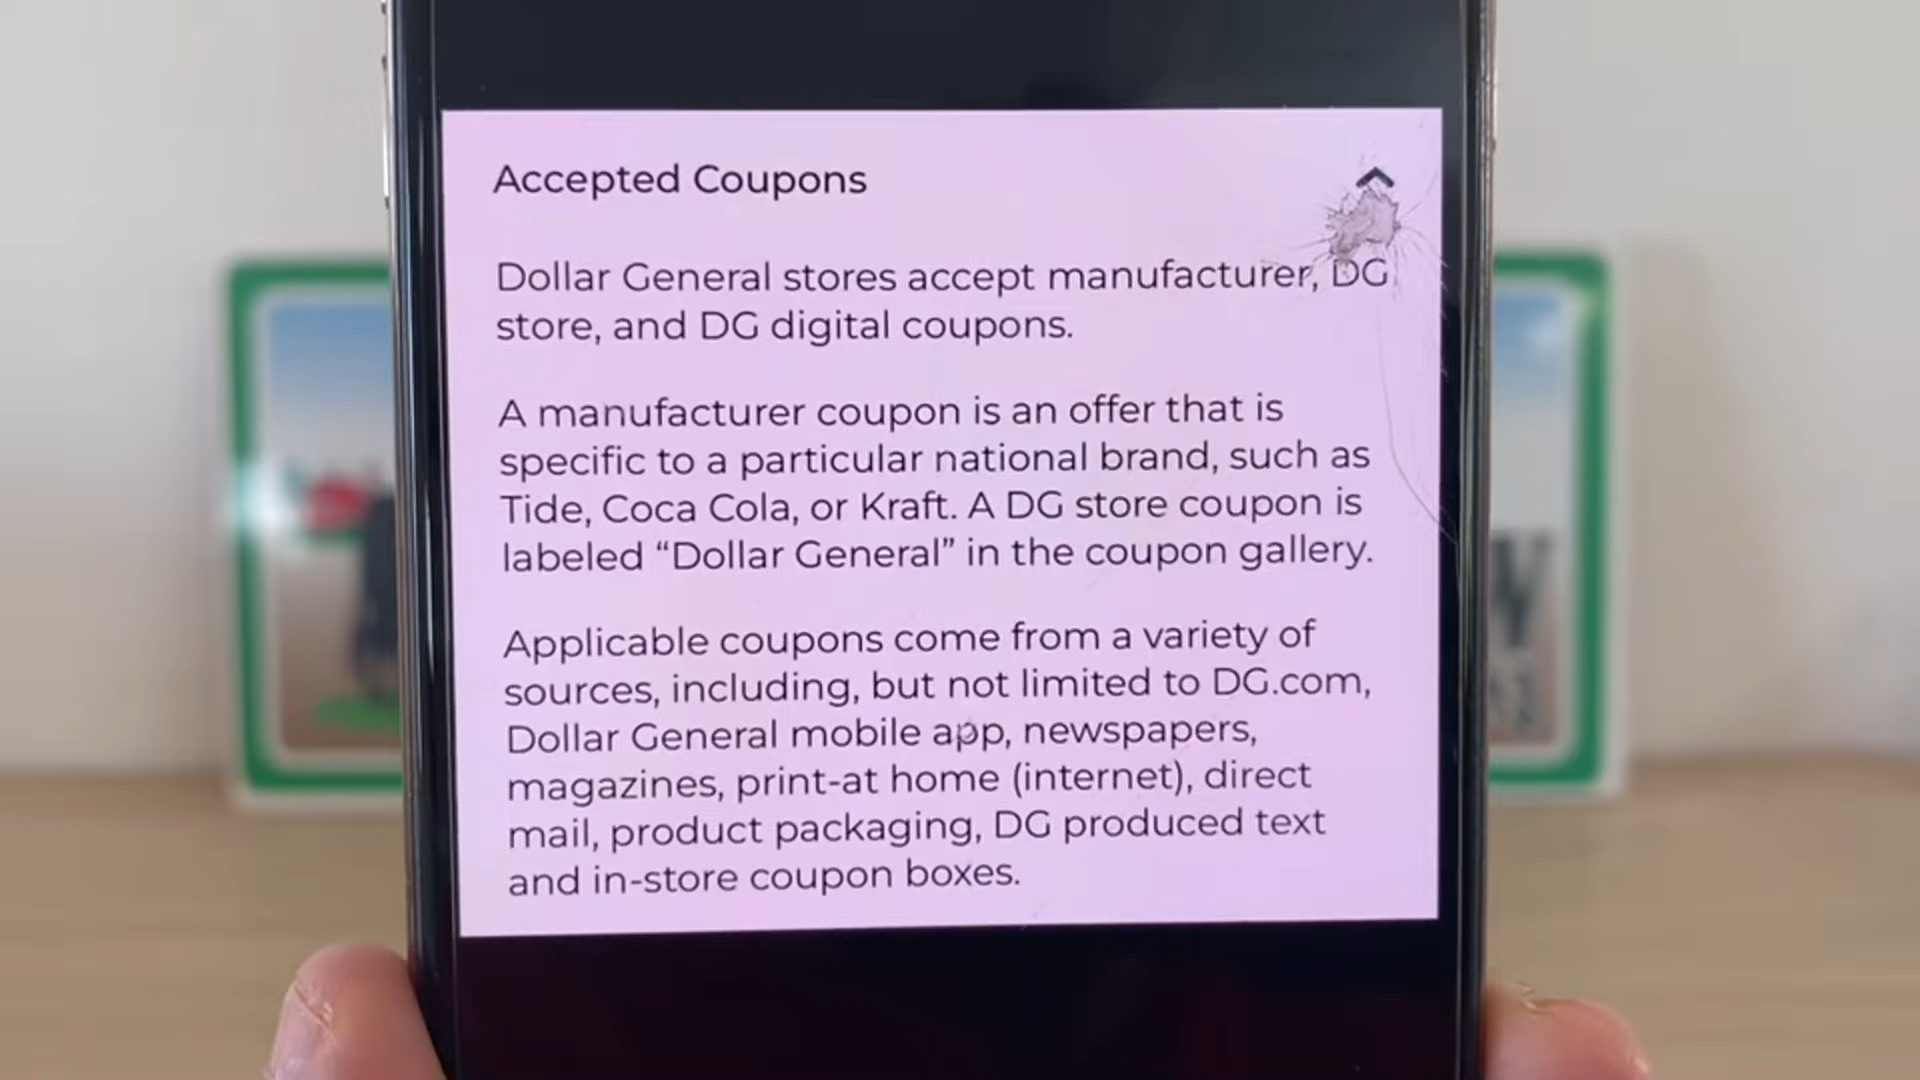 Accepted Coupons
Dollar General stores accept manufacturer, DG
store, and DG digital coupons.
A manufacturer coupon is an offer that is
specific to a particular national brand, such as
Tide, Coca Cola, or Kraft. A DG store coupon is
labeled “Dollar General” in the coupon gallery.
Applicable coupons come from a variety of
sources, including, but not limited to DG.com,
Dollar General mobile app, newspapers,
magazines, print-at home (internet), direct
mail, product packaging, DG produced text
and in-store coupon boxes.